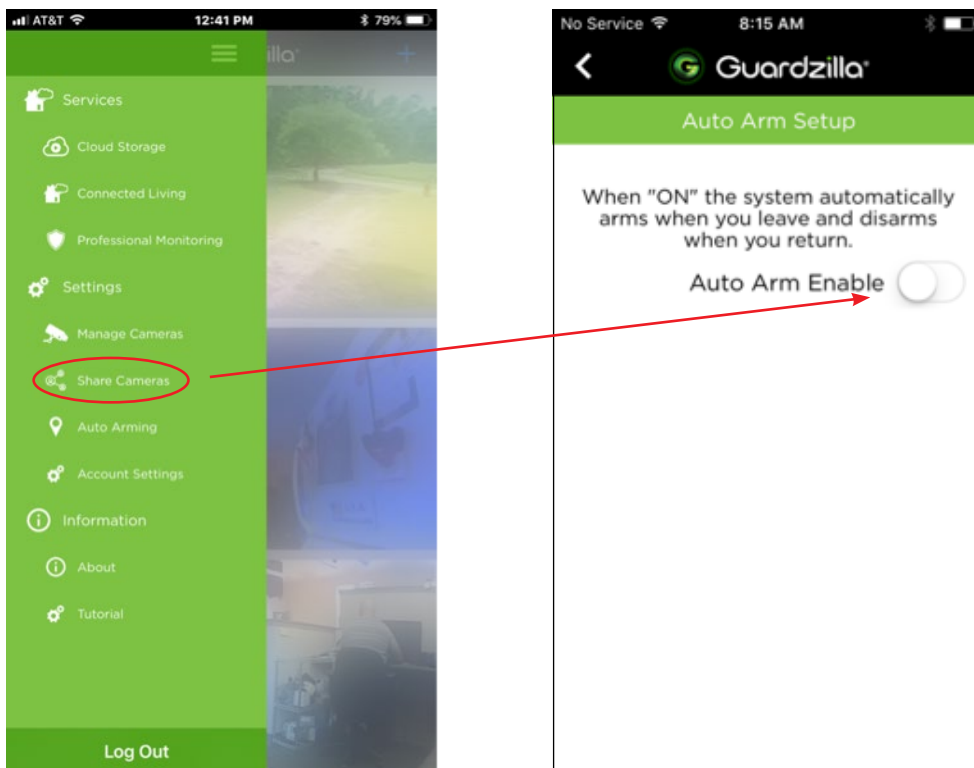 AT&T 12:41 PM 79%
illa +
Services
Cloud Storage
Connected Living
Professional Monitoring
Settings
Manage Cameras
Share Cameras
Auto Arming
Account Settings
Information
About
Tutorial
Log Out
No Service 8:15 AM
Guardzilla
Auto Arm Setup
When "ON" the system automatically
arms when you leave and disarms
when you return.
Auto Arm Enable